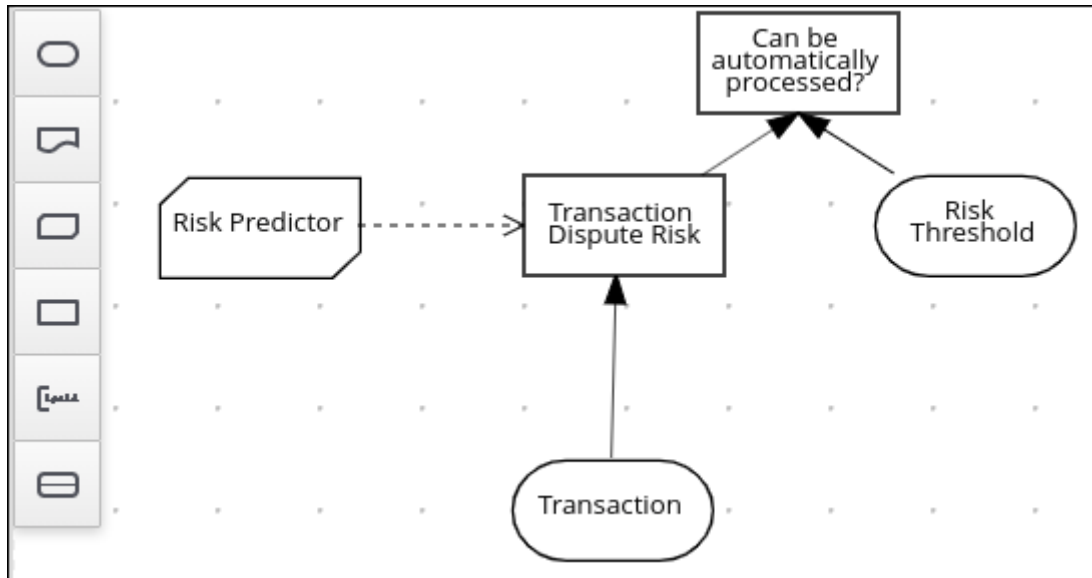 Can be
automatically
processed?
Risk Predictor
Transaction
Dispute Risk
Risk
Threshold
Transaction